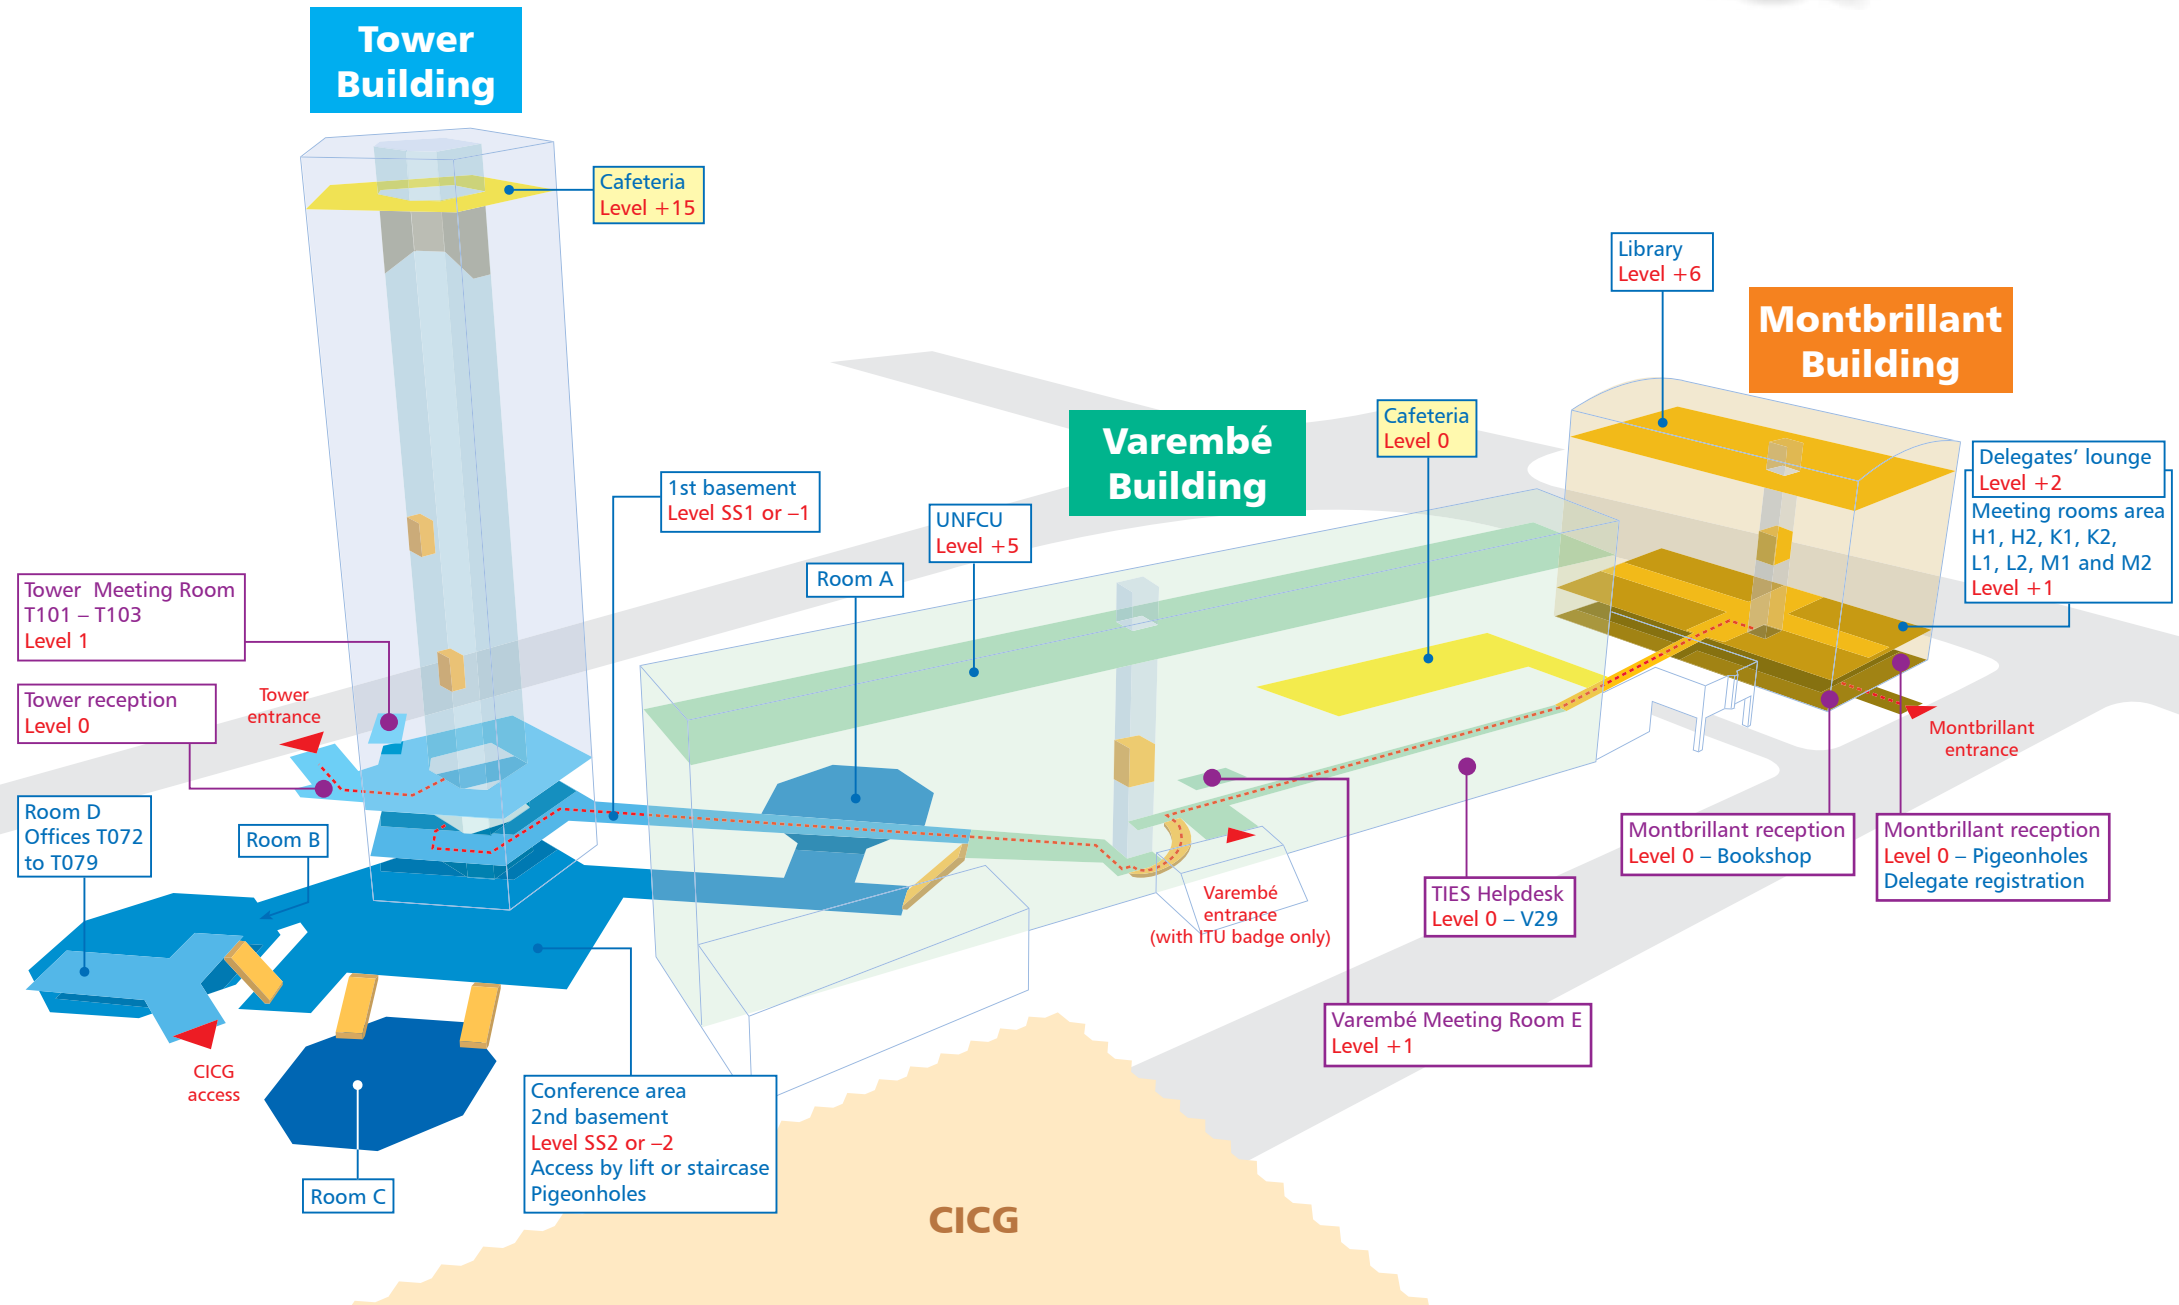 Tower
Building
Cafeteria
Level +15
Library
Level +6
Montbrillant
Building
Varembé
Building
Cafeteria
Level 0
Delegates’ lounge
Level +2
Meeting rooms area
H1, H2, K1, K2,
L1, L2, M1 and M2
Level +1
1st basement
Level SS1 or –1
UNFCU
Level +5
Room A
Tower  Meeting Room
T101 – T103
Level 1
Tower reception
Level 0
Tower
entrance
Montbrillant
entrance
Room D
Offices T072
to T079
Room B
Montbrillant reception
Level 0 – Bookshop
Montbrillant reception
Level 0 – Pigeonholes
Delegate registration
Varembé
entrance
(with ITU badge only)
TIES Helpdesk
Level 0 – V29
Varembé Meeting Room E
Level +1
CICG
access
Conference area
2nd basement
Level SS2 or –2
Access by lift or staircase
Pigeonholes
Room C
CICG